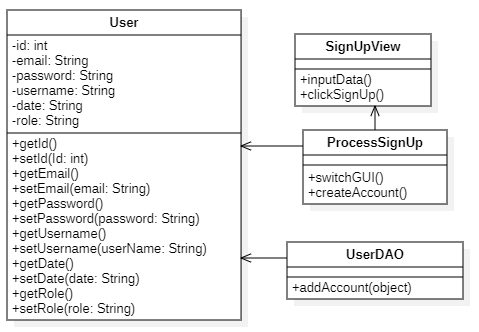 User
-id: int
-email: String
-password: String
-username: String
-date: String
-role: String
+getId()
+setId(Id: int)
+getEmail()
+setEmail(email: String)
+getPassword()
+setPassword(password: String)
+getUsername()
+setUsername(userName: String)
+getDate()
+setDate(date: String)
+getRole()
+setRole(role: String)
SignUpView
+inputData()
+clickSignUp()
ProcessSignUp
+switchGUI()
+createAccount()
UserDAO
+addAccount(object)